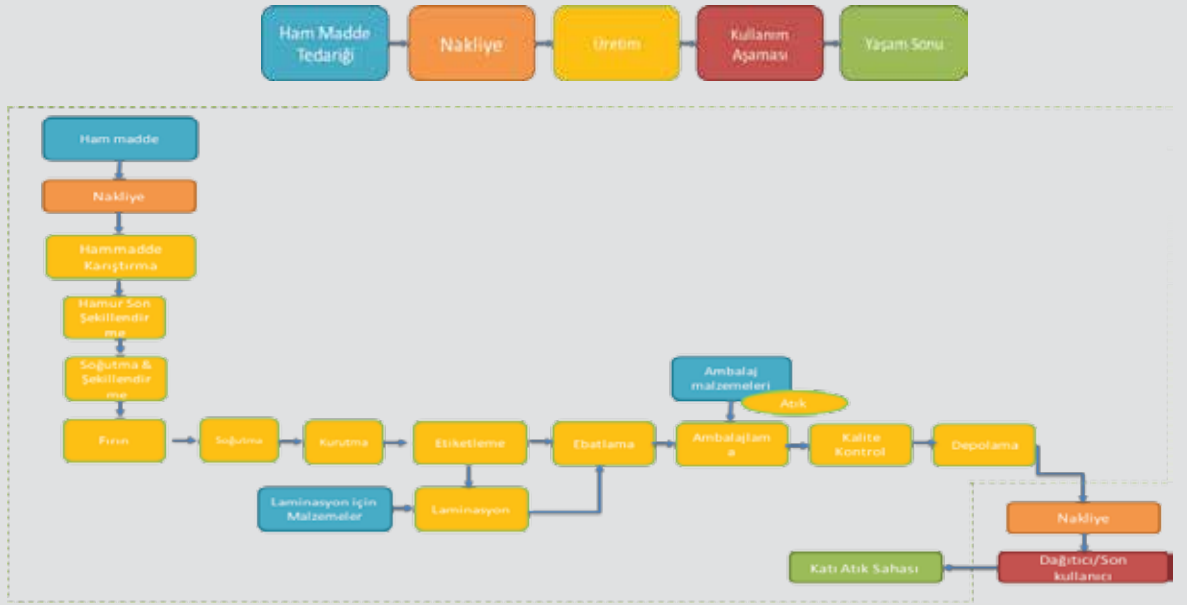 Ham Madde
Tedariği
Nakliye
Üretim
Kullanım
Aşaması
Yaşam Sonu
Ham madde
Nakliye
Hammadde
Karıştırma
Hamur Son
Şekillendir
me
Soğutma &
Şekillendir
me
Fırın
Soğutma
Kurutma
Etiketleme
Ebatlama
Ambalaj
malzemeleri
Atık
Ambalajlam
a
Kalite
Kontrol
Depolama
Laminasyon için
Malzemeler
Laminasyon
Nakliye
Dağıtıcı/Son
kullanıcı
Katı Atık Sahası